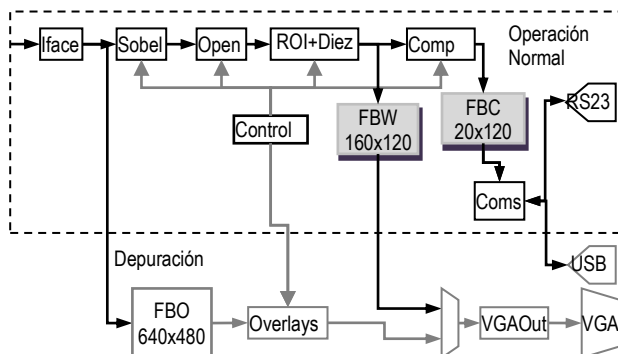 Iface
Sobel
Open
ROI+Diez
Comp
Operación
Normal
Control
FBW
160x120
FBC
20x120
RS23
Coms
Depuración
USB
FBO
640x480
Overlays
VGAOut
VGA